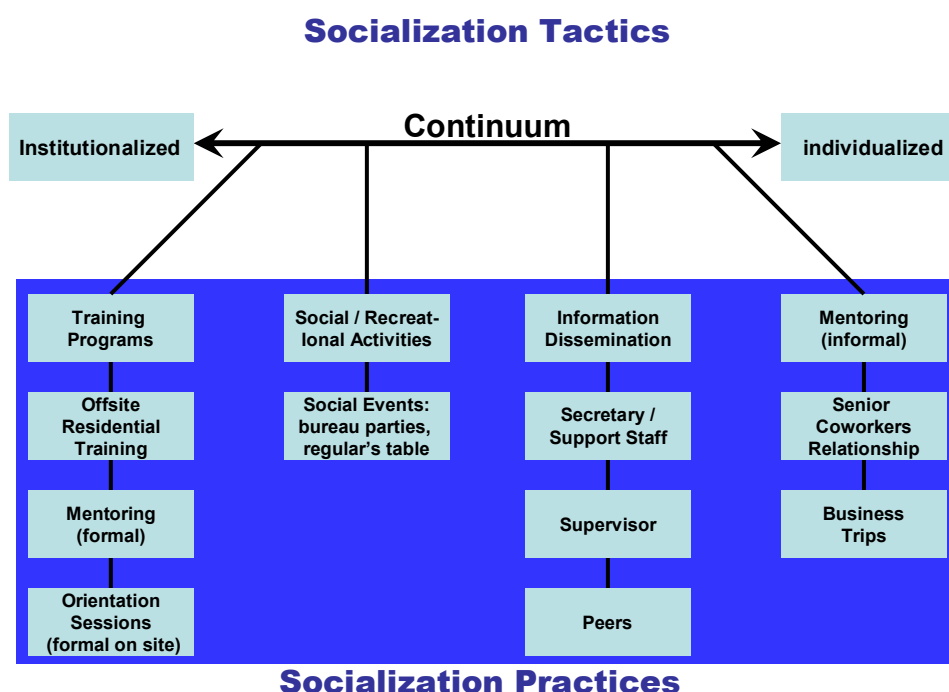 Socialization Tactics
Continuum
Institutionalized
individualized
Training
Programs
Social / Recreat-
Ional Activities
Information
Dissemination
Mentoring
(informal)
Offsite
Residential
Training
Social Events:
bureau parties,
regular's table
Secretary /
Support Staff
Senior
Coworkers
Relationship
Mentoring
(formal)
Supervisor
Business
Trips
Orientation
Sessions
(formal on site)
Peers
Socialization Practices